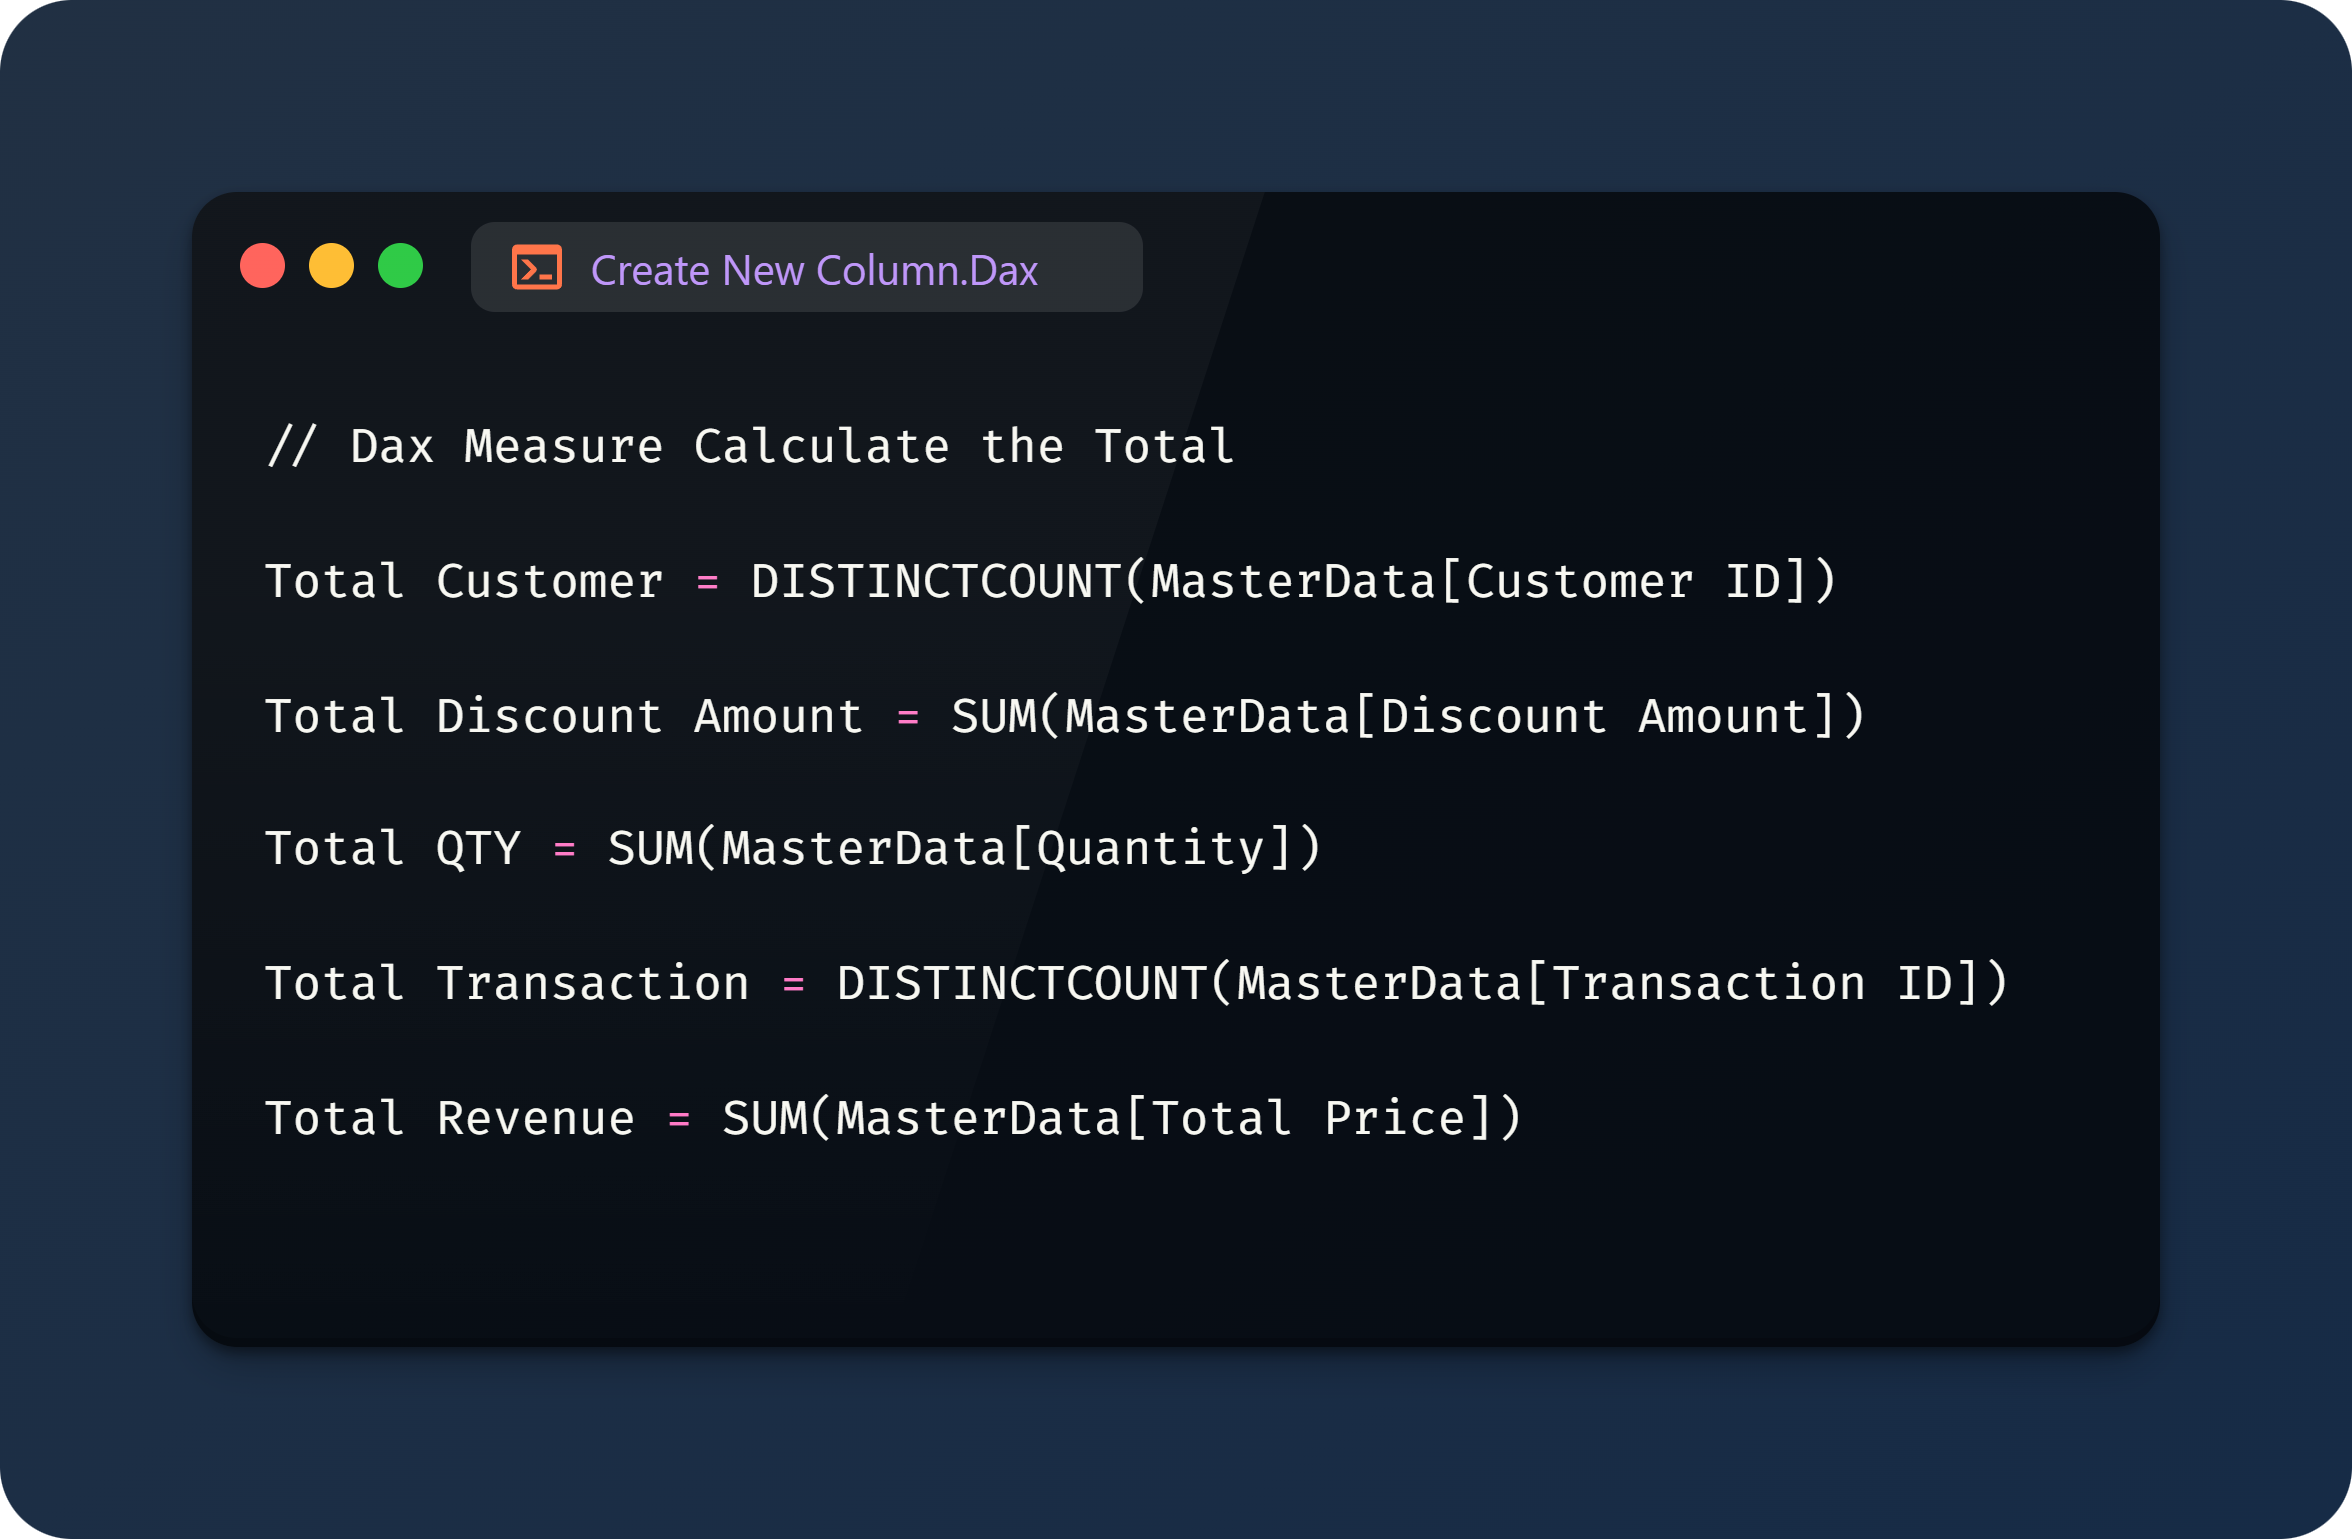 Create New Column.Dax
// Dax Measure Calculate the Total
Total Customer = DISTINCTCOUNT(MasterData[Customer ID])
Total Discount Amount = SUM(MasterData[Discount Amount])
Total QTY = SUM(MasterData[Quantity])
Total Transaction = DISTINCTCOUNT(MasterData[Transaction ID])
Total Revenue = SUM(MasterData[Total Price])